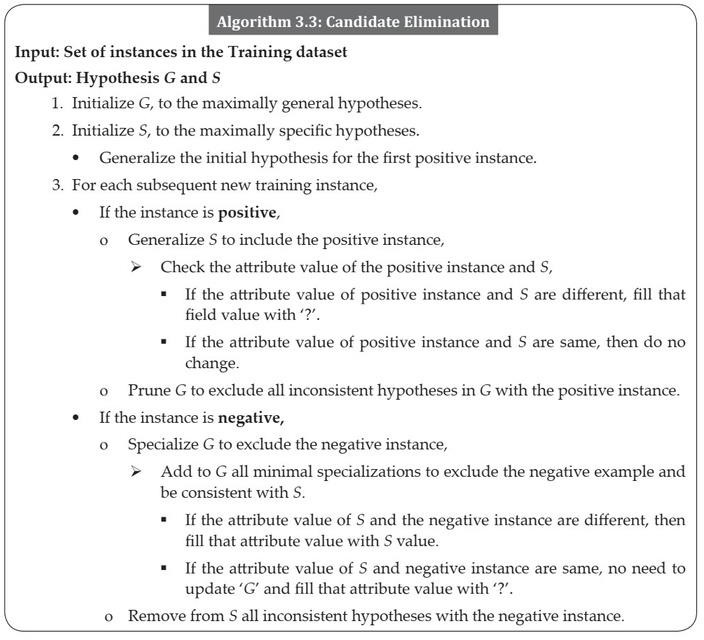 Algorithm 3.3: Candidate Elimination
Input: Set of instances in the Training dataset
Output: Hypothesis G and S
1. Initialize G, to the maximally general hypotheses.
2. Initialize S, to the maximally specific hypotheses.
• Generalize the initial hypothesis for the first positive instance.
3. For each subsequent new training instance,
• If the instance is positive,
o Generalize S to include the positive instance,
➢ Check the attribute value of the positive instance and S,
▪ If the attribute value of positive instance and S are different, fill that
field value with ‘?’.
▪ If the attribute value of positive instance and S are same, then do no
change.
o Prune G to exclude all inconsistent hypotheses in G with the positive instance.
• If the instance is negative,
o Specialize G to exclude the negative instance,
➢ Add to G all minimal specializations to exclude the negative example and
be consistent with S.
▪ If the attribute value of S and the negative instance are different, then
fill that attribute value with S value.
▪ If the attribute value of S and negative instance are same, no need to
update ‘G’ and fill that attribute value with ‘?’.
o Remove from S all inconsistent hypotheses with the negative instance.